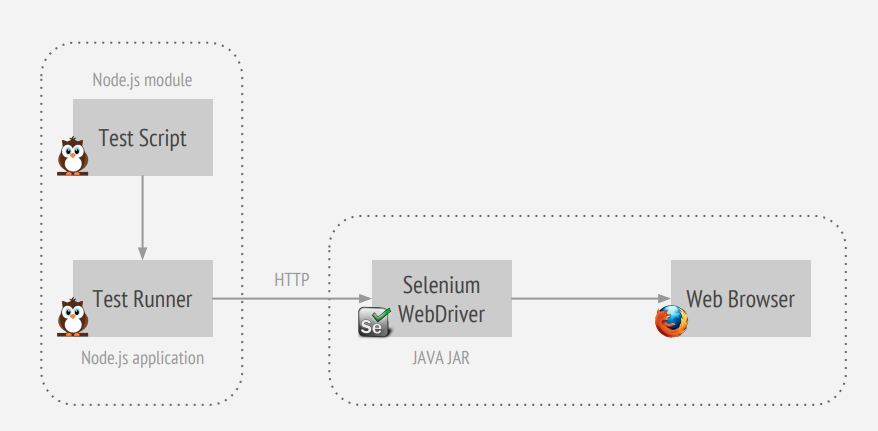 Node.js module
Test Script
Test Runner
Node.js application
HTTP
Selenium
WebDriver
Se
JAVA JAR
Web Browser